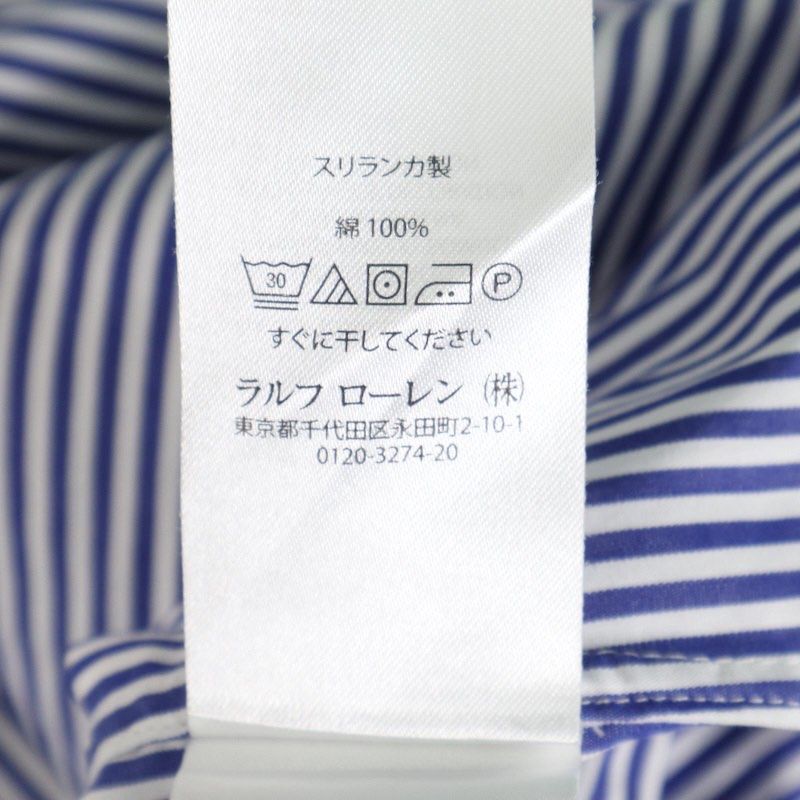 スリランカ製
綿 100%
30
P
すぐに干してください
ラルフ ローレン (株)
東京都千代田区永田町2-10-1
0120-3274-20